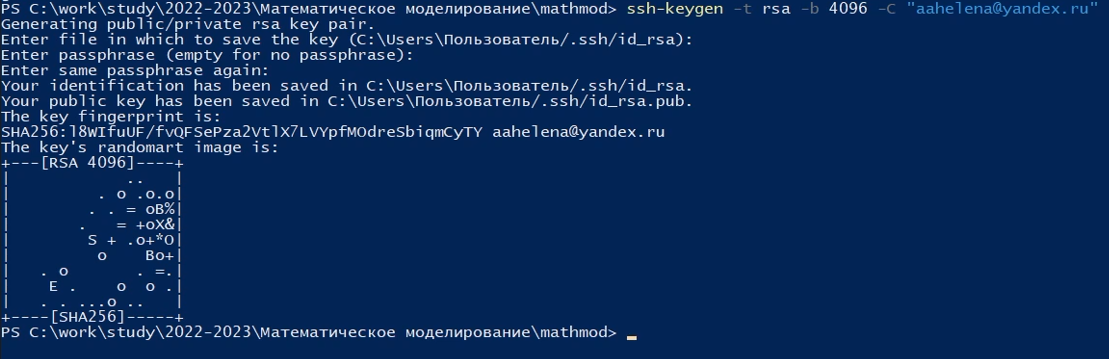 PS C:\work\study\2022-2023\Математическое моделирование\mathmod> ssh-keygen -t rsa -b 4096 -C "aahelena@yandex.ru"
Generating public/private rsa key pair.
Enter file in which to save the key (C:\Users\Пользователь/.ssh/id_rsa):
Enter passphrase (empty for no passphrase):
Enter same passphrase again:
Your identification has been saved in C:\Users\Пользователь/.ssh/id_rsa.
Your public key has been saved in C:\Users\Пользователь/.ssh/id_rsa.pub.
The key fingerprint is:
SHA256:l8WIfuUF/fvQFSePza2VtlX7LVYpfMOdreSbiqmCyTY aahelena@yandex.ru
The key's randomart image is:
+---[RSA 4096]----+
|             ..  |
|          . o .o.o|
|         . . = oB%|
|        .   = +oX&|
|         S + .o+*O|
|          o    Bo+|
|   . o        . =.|
|    E .     o  o .|
|   . . ...o ..   |
+----[SHA256]-----+
PS C:\work\study\2022-2023\Математическое моделирование\mathmod>